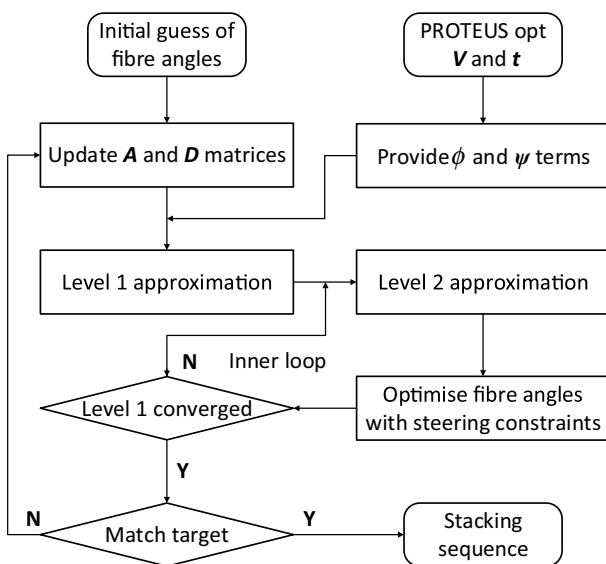 Initial guess of
fibre angles
PROTEUS opt
V and t
Update A and D matrices
Provide ϕ and ψ terms
Level 1 approximation
Level 2 approximation
N
Inner loop
Level 1 converged
Optimise fibre angles
with steering constraints
Y
N
Match target
Y
Stacking
sequence